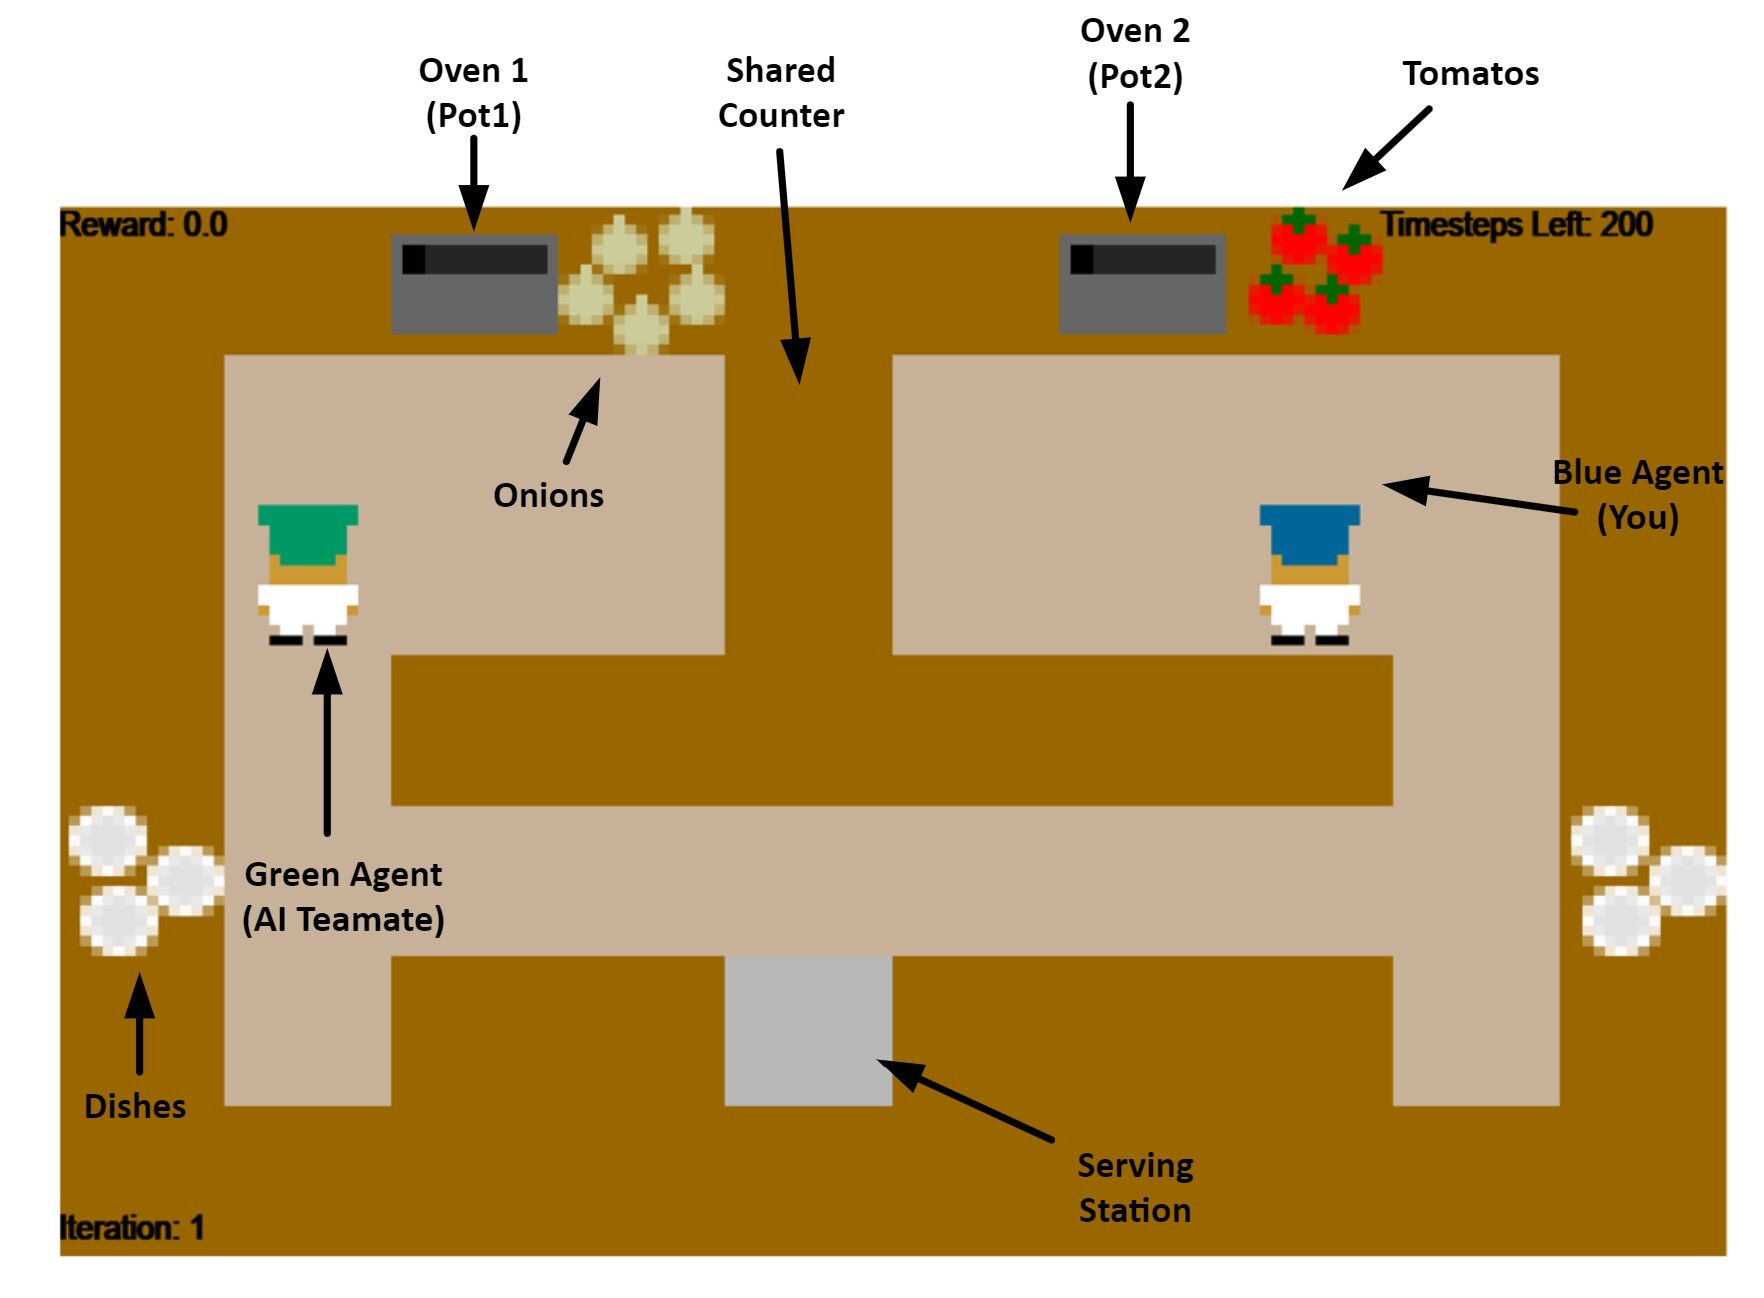 Oven 1
(Pot1)
Shared
Counter
Oven 2
(Pot2)
Tomatos
Reward: 0.0
Timesteps Left: 200
Onions
Blue Agent
(You)
Green Agent
(AI Teamate)
Dishes
Serving
Station
Iteration: 1